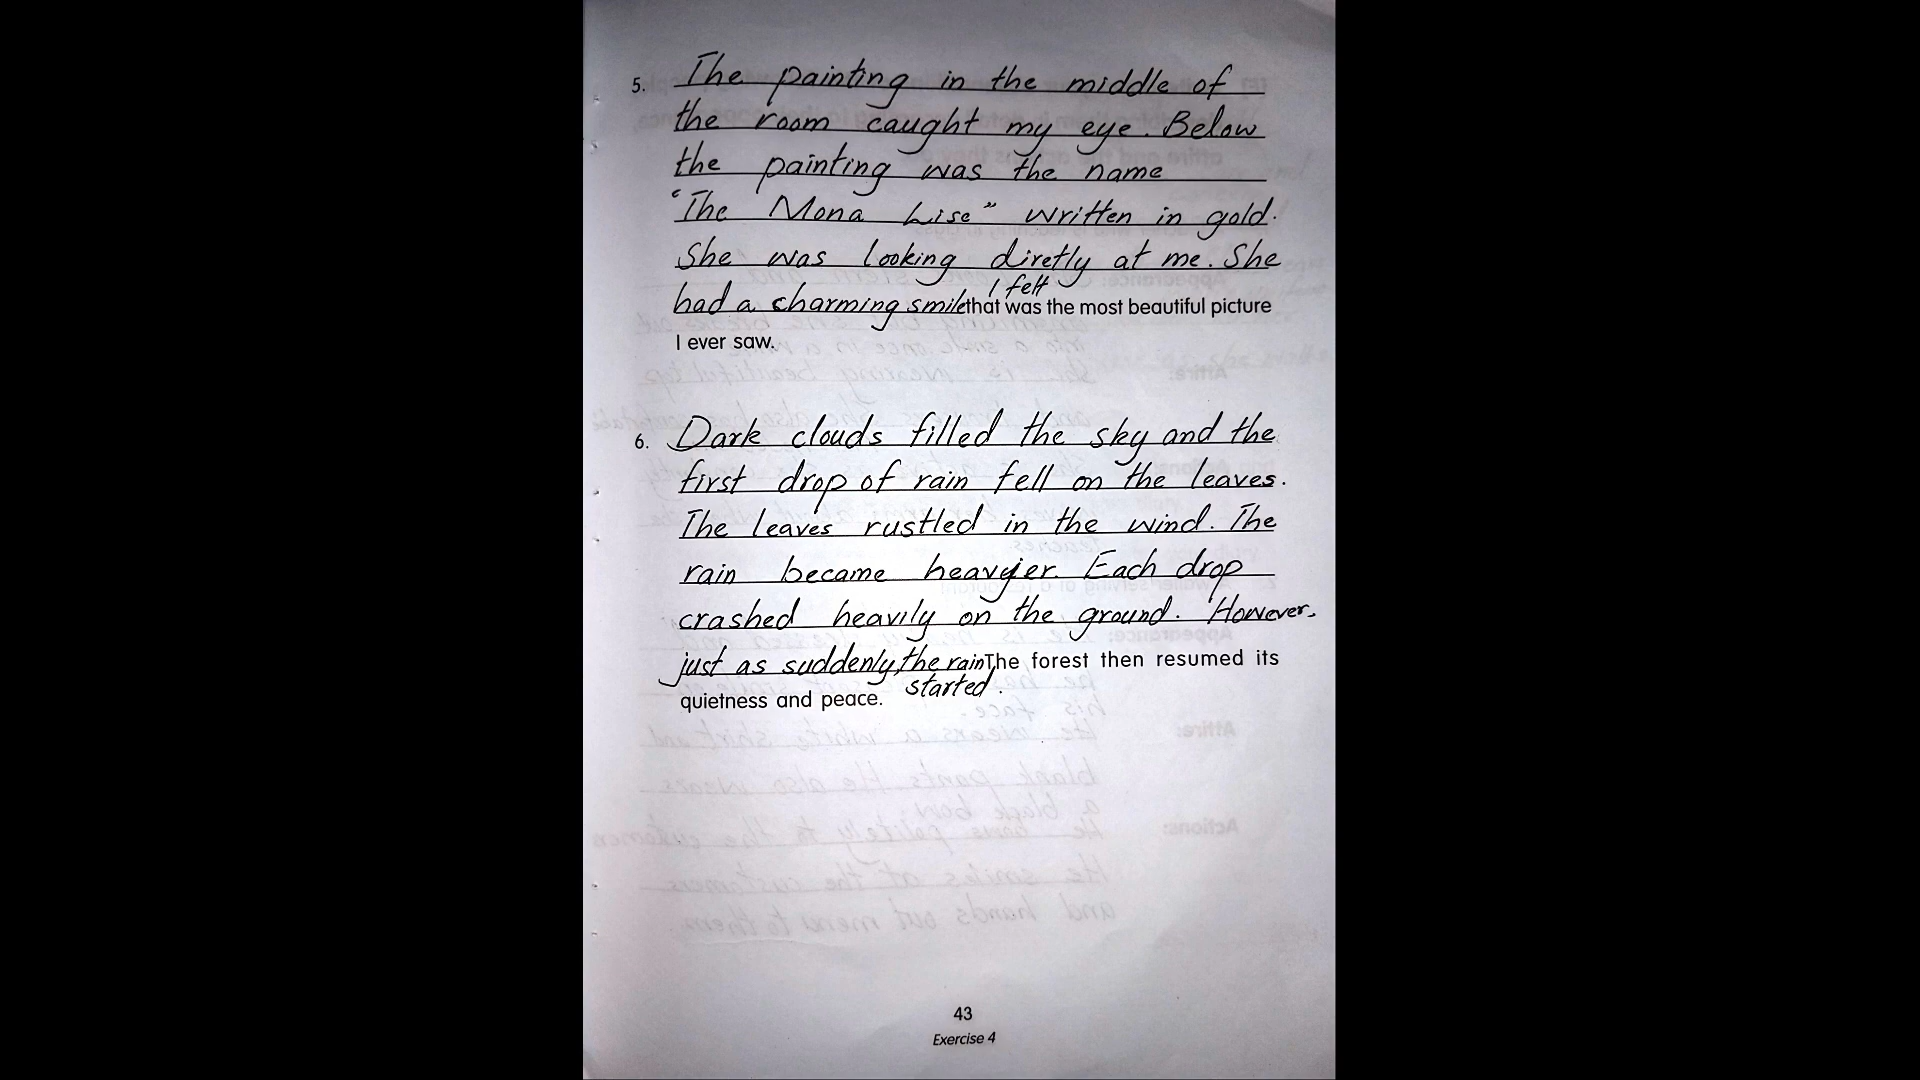 5. The painting in the middle of
the room caught my eye. Below
the painting was the name
“The Mona Lise” written in gold.
She was looking diretly at me. She
I felt
had a charming smile that was the most beautiful picture
I ever saw.
6. Dark clouds filled the sky and the
first drop of rain fell on the leaves.
The leaves rustled in the wind. The
rain became heavyier. Each drop
crashed heavily on the ground. However,
just as suddenly, the rain The forest then resumed its
started.
quietness and peace.
43
Exercise 4